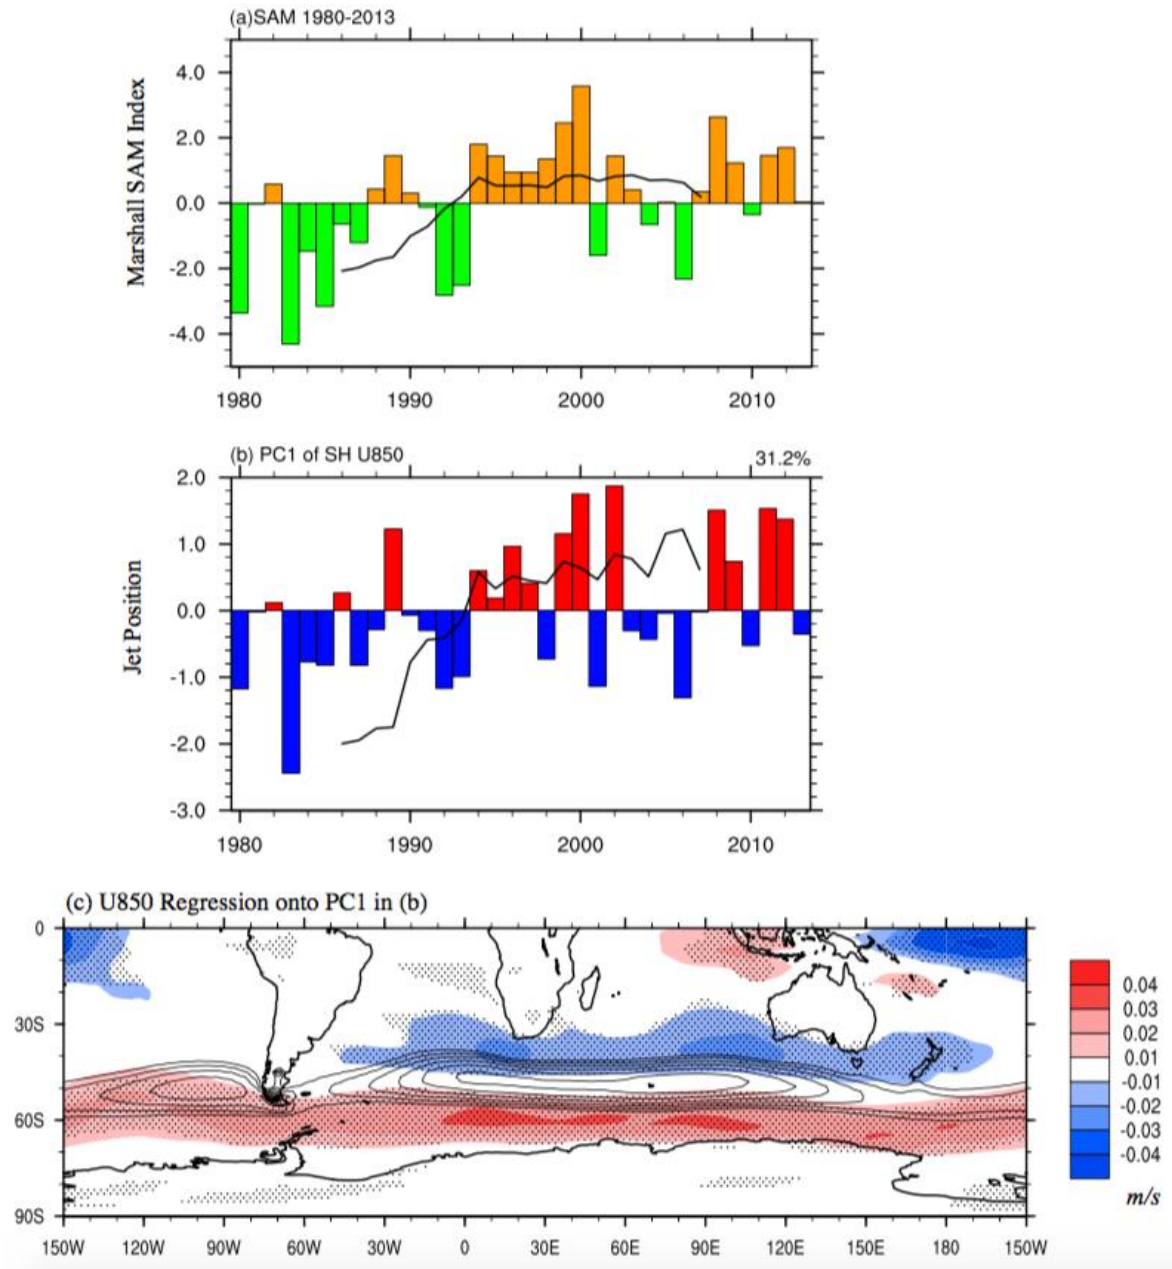 (a)SAM 1980-2013
Marshall SAM Index
4.0
2.0
0.0
-2.0
-4.0
1980 1990 2000 2010
(b) PC1 of SH U850 31.2%
Jet Position
2.0
1.0
0.0
-1.0
-2.0
-3.0
1980 1990 2000 2010
(c) U850 Regression onto PC1 in (b)
0
30S
60S
90S
150W 120W 90W 60W 30W 0 30E 60E 90E 120E 150E 180 150W
0.04
0.03
0.02
0.01
-0.01
-0.02
-0.03
-0.04
m/s